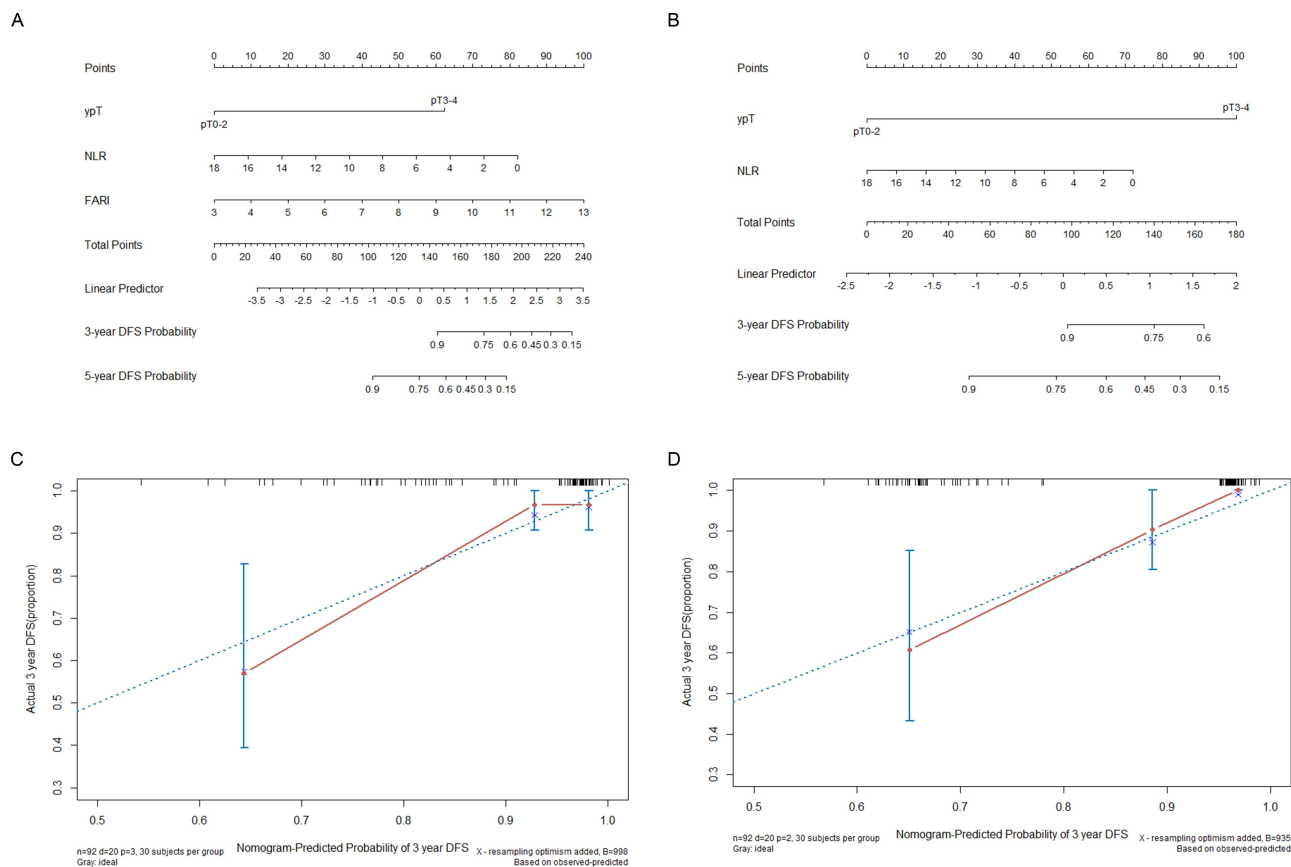 A
0 10 20 30 40 50 60 70 80 90 100
Points
pT3-4
ypT
pT0-2
NLR
18 16 14 12 10 8 6 4 2 0
FARI
3 4 5 6 7 8 9 10 11 12 13
Total Points
0 20 40 60 80 100 120 140 160 180 200 220 240
Linear Predictor
-3.5 -3 -2.5 -2 -1.5 -1 -0.5 0 0.5 1 1.5 2 2.5 3 3.5
3-year DFS Probability
0.9 0.75 0.6 0.45 0.3 0.15
5-year DFS Probability
0.9 0.75 0.6 0.45 0.3 0.15
B
0 10 20 30 40 50 60 70 80 90 100
Points
pT3-4
ypT
pT0-2
NLR
18 16 14 12 10 8 6 4 2 0
Total Points
0 20 40 60 80 100 120 140 160 180
Linear Predictor
-2.5 -2 -1.5 -1 -0.5 0 0.5 1 1.5 2
3-year DFS Probability
0.9 0.75 0.6
5-year DFS Probability
0.9 0.75 0.6 0.45 0.3 0.15
C
Actual 3 year DFS(proportion)
1.0
0.9
0.8
0.7
0.6
0.5
0.4
0.3
0.5 0.6 0.7 0.8 0.9 1.0
Nomogram-Predicted Probability of 3 year DFS
n=92 d=20 p=3, 30 subjects per group
Gray: ideal
X - resampling optimism added, B=998
Based on observed-predicted
D
Actual 3 year DFS(proportion)
1.0
0.9
0.8
0.7
0.6
0.5
0.4
0.3
0.5 0.6 0.7 0.8 0.9 1.0
Nomogram-Predicted Probability of 3 year DFS
n=92 d=20 p=2, 30 subjects per group
Gray: ideal
X - resampling optimism added, B=935
Based on observed-predicted